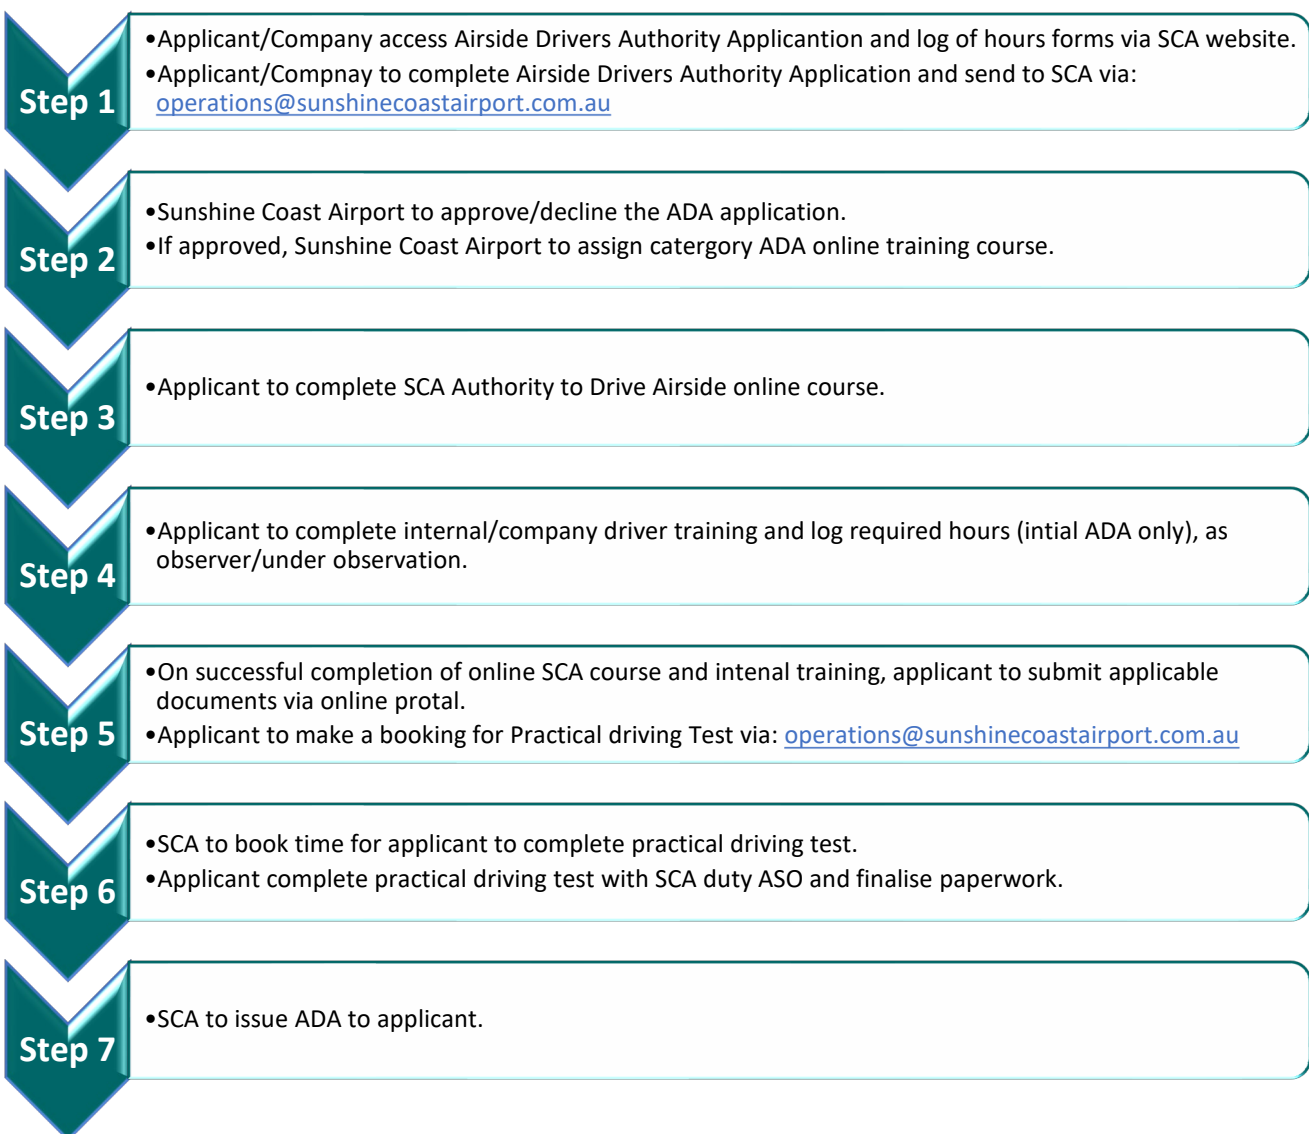 Step 1
•Applicant/Company access Airside Drivers Authority Applicantion and log of hours forms via SCA website.
•Applicant/Compnay to complete Airside Drivers Authority Application and send to SCA via:
operations@sunshinecoastairport.com.au
Step 2
•Sunshine Coast Airport to approve/decline the ADA application.
•If approved, Sunshine Coast Airport to assign catergory ADA online training course.
Step 3
•Applicant to complete SCA Authority to Drive Airside online course.
Step 4
•Applicant to complete internal/company driver training and log required hours (intial ADA only), as
observer/under observation.
Step 5
•On successful completion of online SCA course and intenal training, applicant to submit applicable
documents via online protal.
•Applicant to make a booking for Practical driving Test via: operations@sunshinecoastairport.com.au
Step 6
•SCA to book time for applicant to complete practical driving test.
•Applicant complete practical driving test with SCA duty ASO and finalise paperwork.
Step 7
•SCA to issue ADA to applicant.